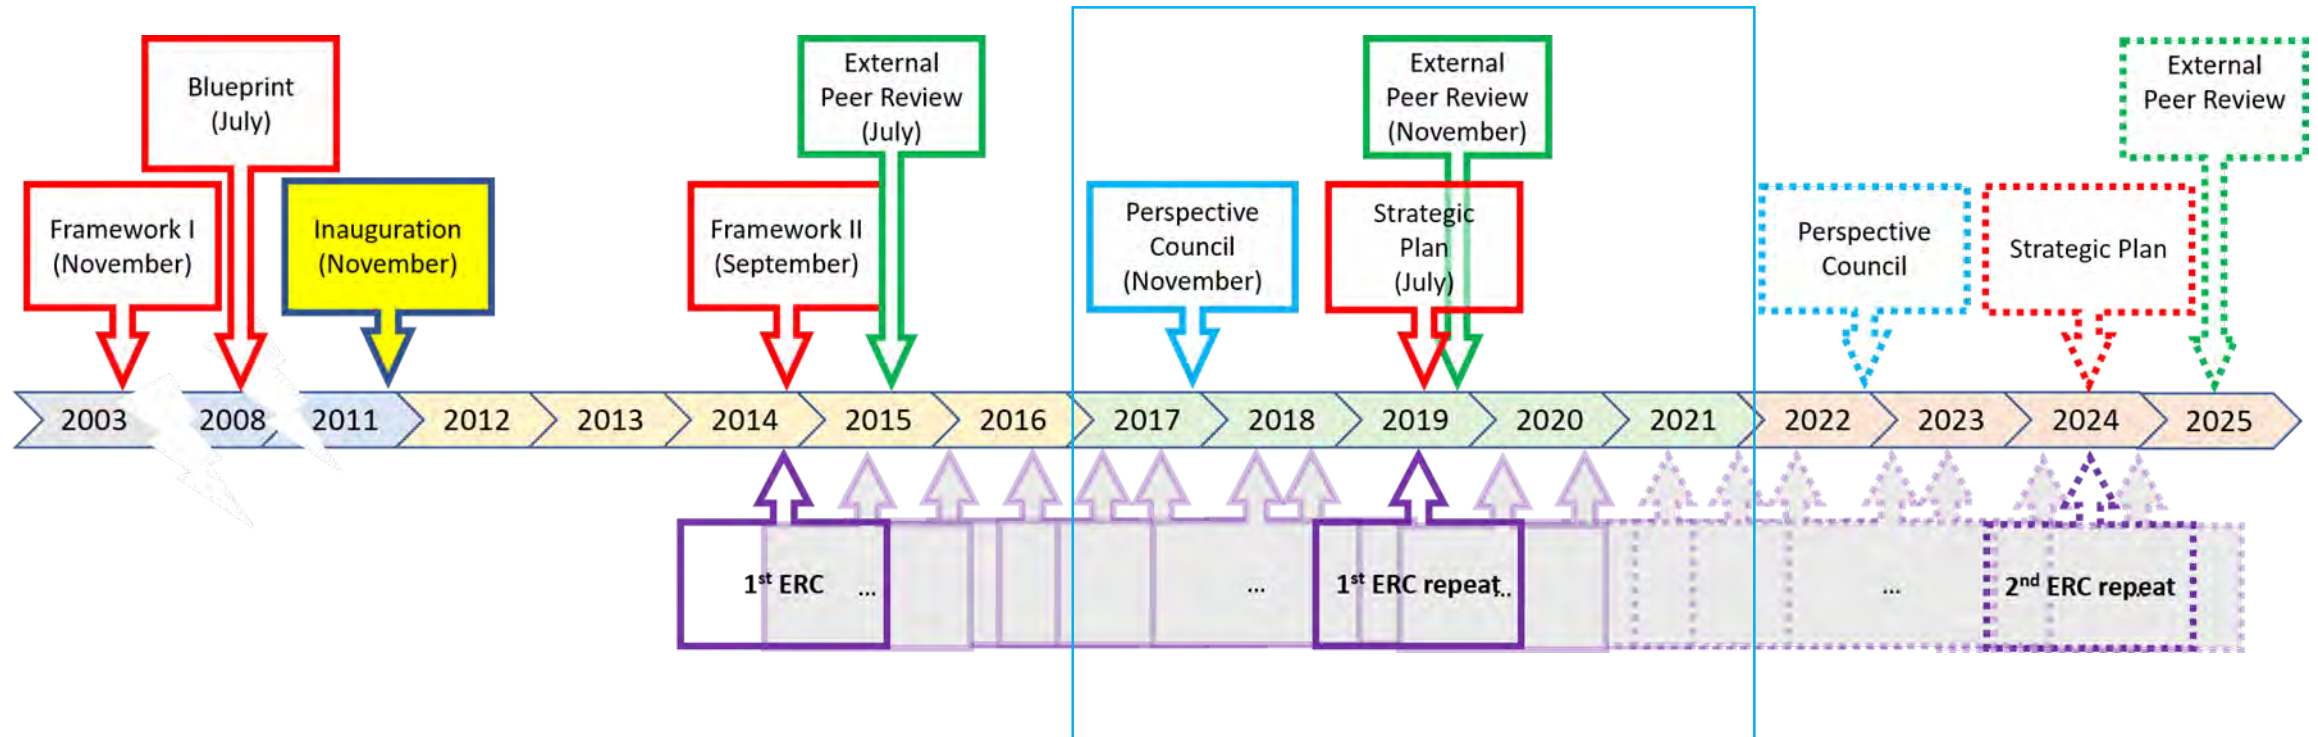 Blueprint
(July)
External
Peer Review
(July)
External
Peer Review
(November)
External
Peer Review
Framework I
(November)
Inauguration
(November)
Framework II
(September)
Perspective
Council
(November)
Strategic
Plan
(July)
Perspective
Council
Strategic Plan
2003 2008 2011 2012 2013 2014 2015 2016 2017 2018 2019 2020 2021 2022 2023 2024 2025
1st ERC ... ... 1st ERC repeat... ... 2nd ERC repeat